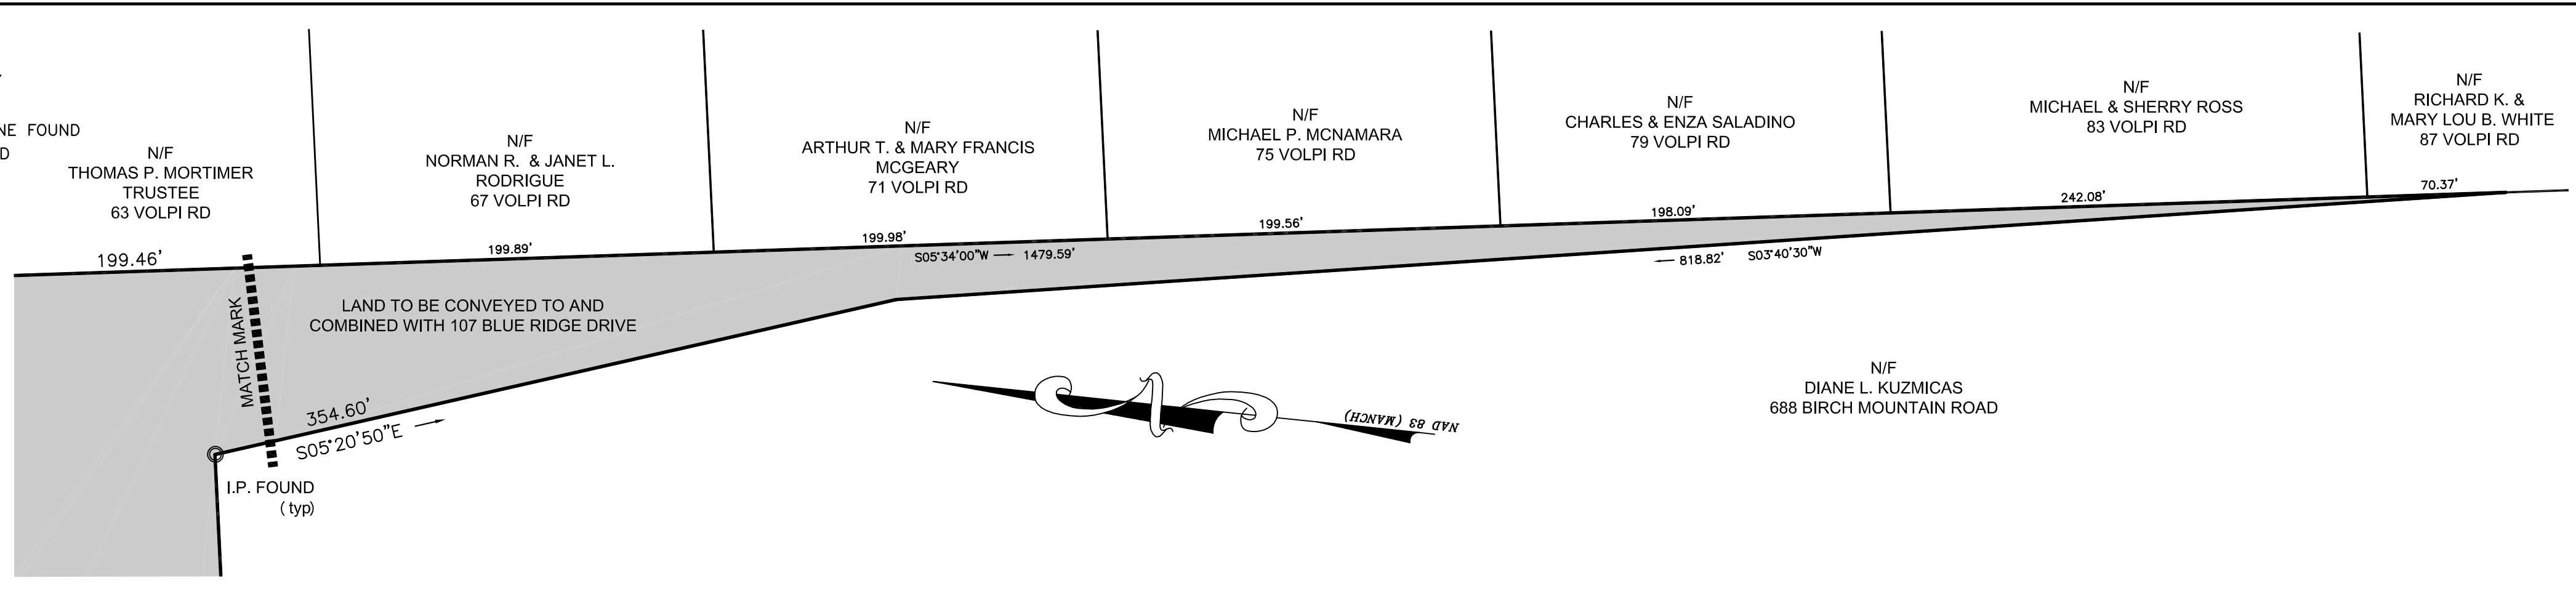 NE FOUND
D
N/F
THOMAS P. MORTIMER
TRUSTEE
63 VOLPI RD
N/F
NORMAN R. & JANET L.
RODRIGUE
67 VOLPI RD
N/F
ARTHUR T. & MARY FRANCIS
MCGEARY
71 VOLPI RD
N/F
MICHAEL P. MCNAMARA
75 VOLPI RD
N/F
CHARLES & ENZA SALADINO
79 VOLPI RD
N/F
MICHAEL & SHERRY ROSS
83 VOLPI RD
N/F
RICHARD K. &
MARY LOU B. WHITE
87 VOLPI RD
199.46'
199.89'
199.98'
199.56'
198.09'
242.08'
70.37'
S05°34'00"W 1479.59'
818.82' S03°40'30"W
MATCH MARK
LAND TO BE CONVEYED TO AND
COMBINED WITH 107 BLUE RIDGE DRIVE
354.60'
S05°20'50"E
I.P. FOUND
(typ)
NAD 83 (MANCH)
N/F
DIANE L. KUZMICAS
688 BIRCH MOUNTAIN ROAD